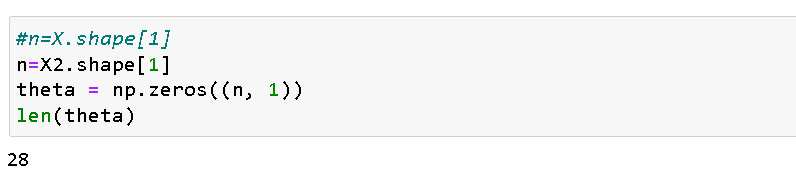 #n=X.shape[1]
n=X2.shape[1]
theta = np.zeros((n, 1))
len(theta)
28